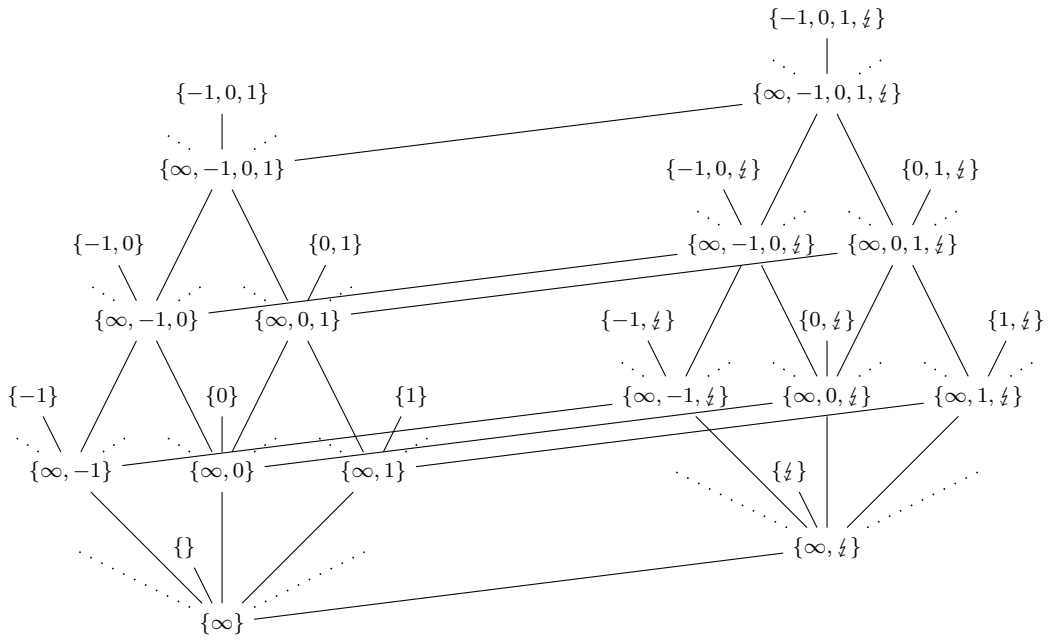 {−1, 0, 1, ↯}
{−1, 0, 1}
{∞, −1, 0, 1, ↯}
{∞, −1, 0, 1}
{−1, 0, ↯}
{0, 1, ↯}
{−1, 0}
{0, 1}
{∞, −1, 0, ↯}
{∞, 0, 1, ↯}
{∞, −1, 0}
{∞, 0, 1}
{−1, ↯}
{0, ↯}
{1, ↯}
{−1}
{0}
{1}
{∞, −1, ↯}
{∞, 0, ↯}
{∞, 1, ↯}
{∞, −1}
{∞, 0}
{∞, 1}
{↯}
{}
{∞, ↯}
{∞}